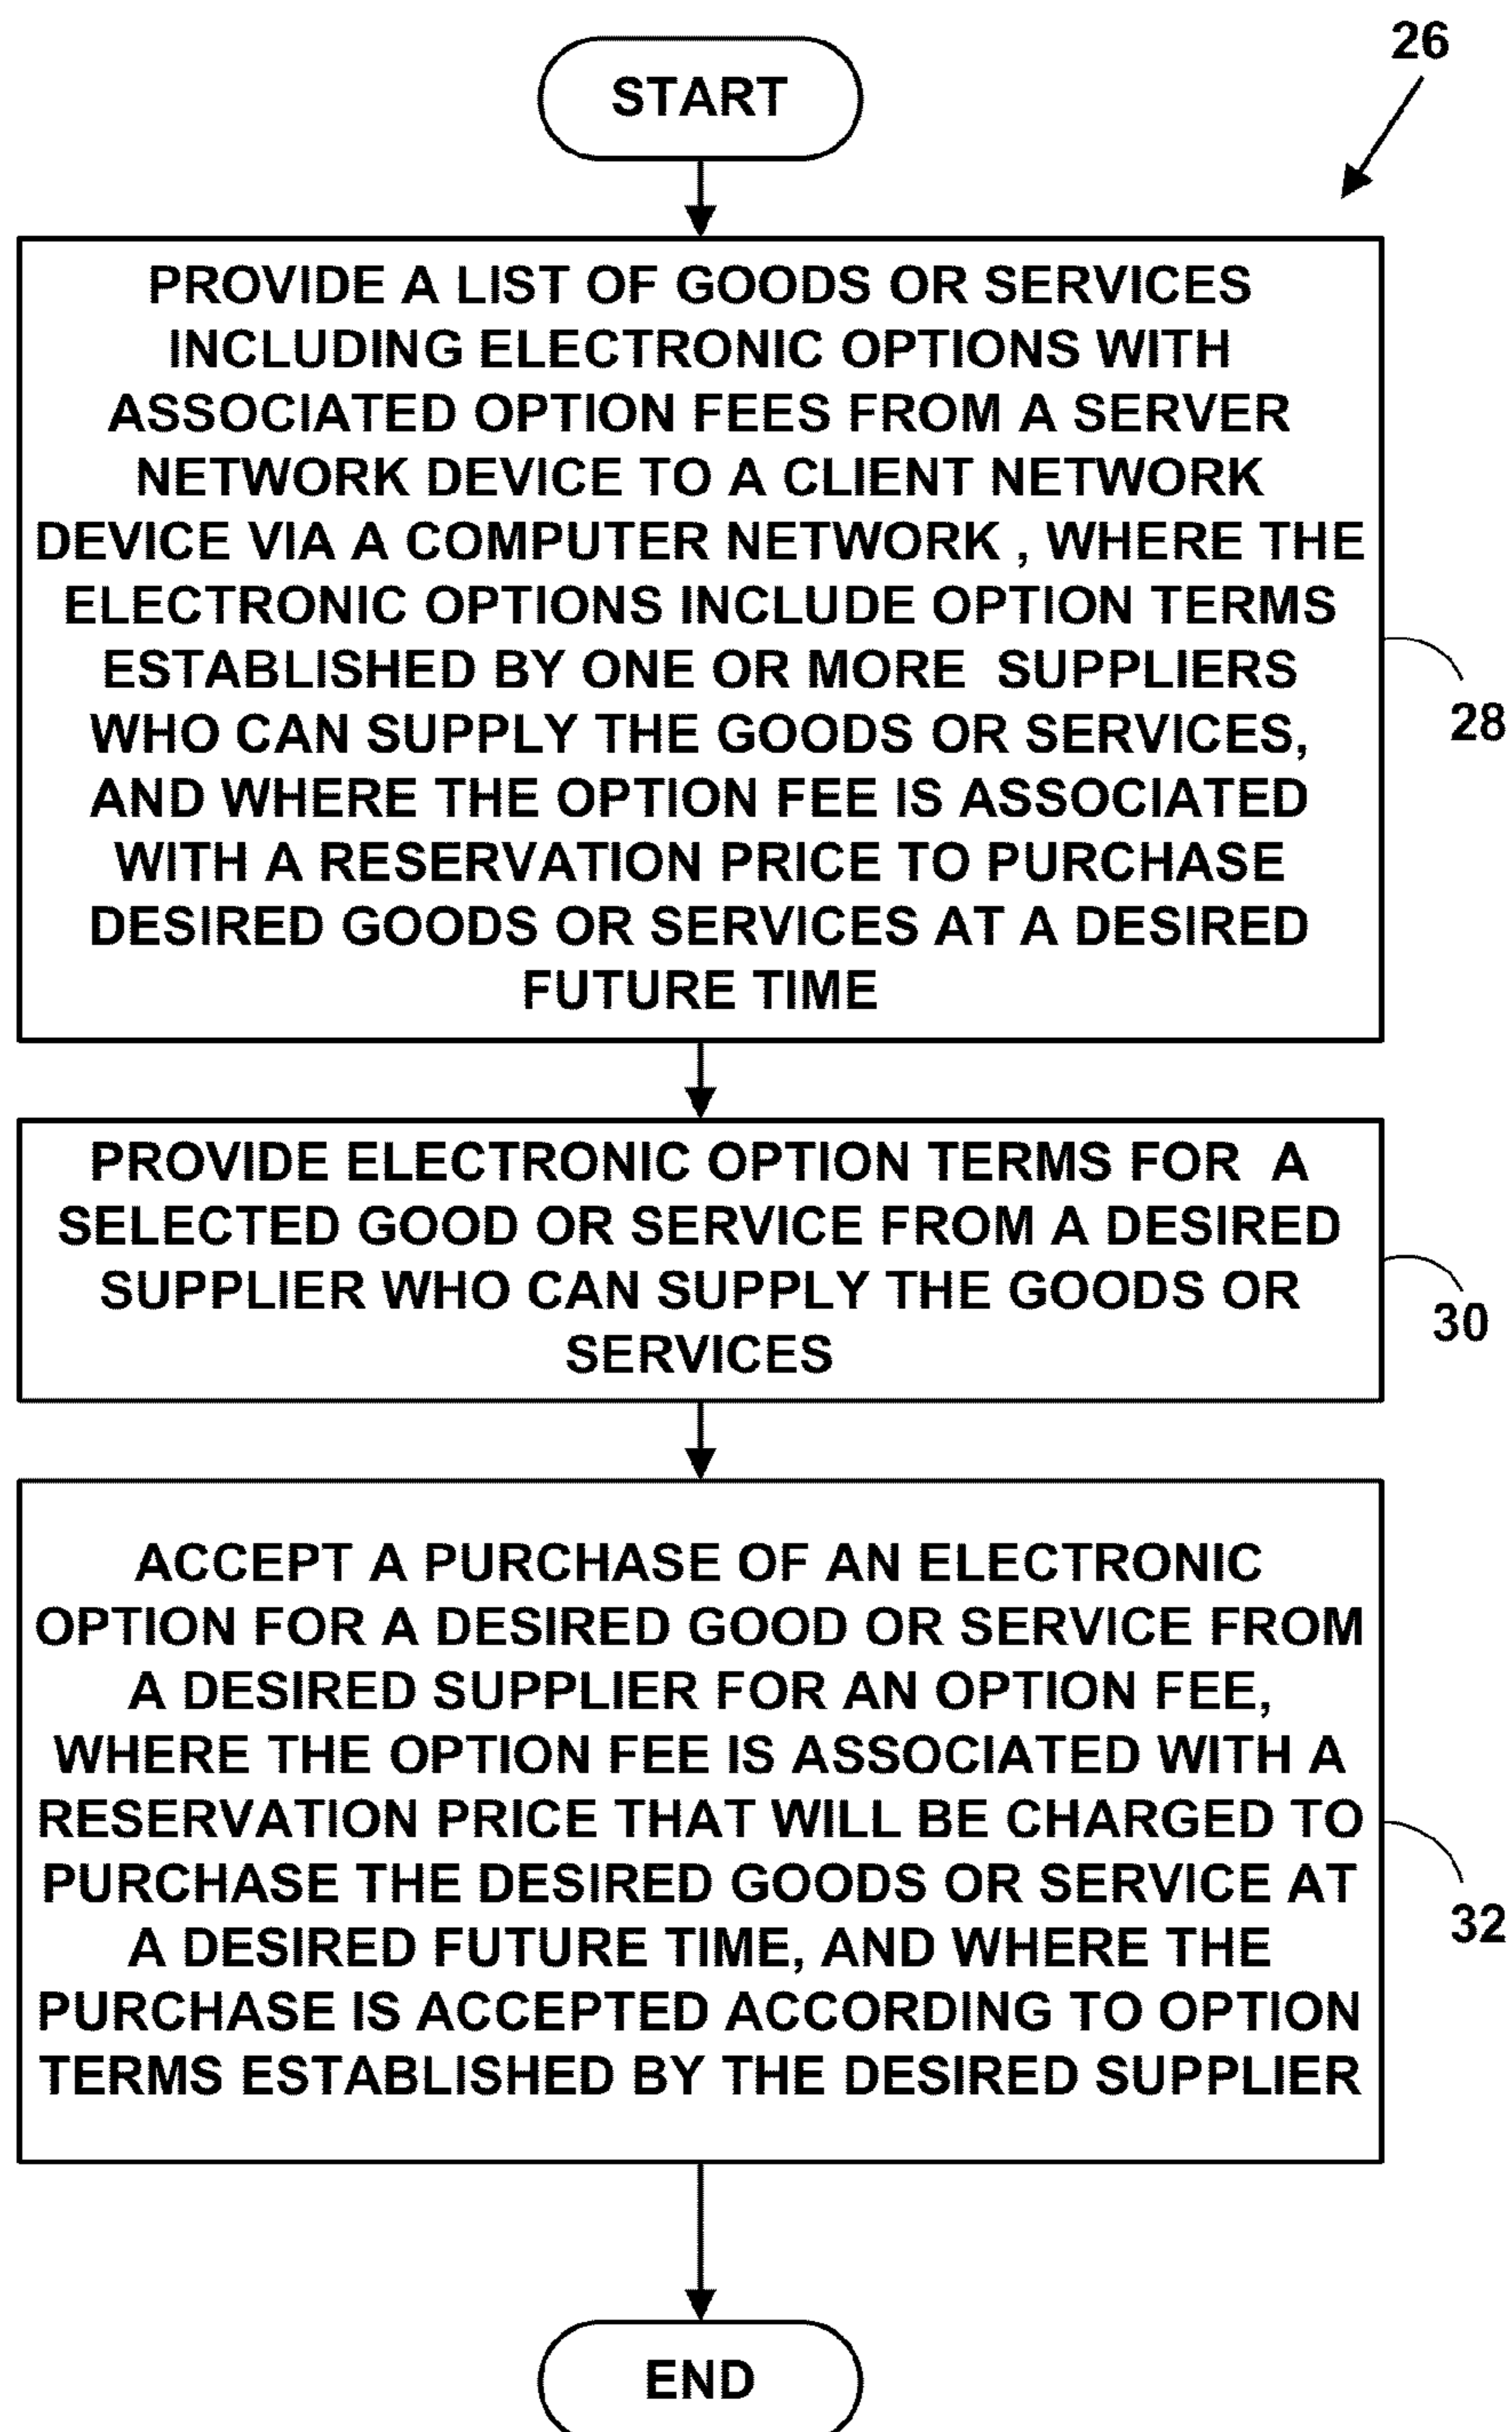 26
START
PROVIDE A LIST OF GOODS OR SERVICES
INCLUDING ELECTRONIC OPTIONS WITH
ASSOCIATED OPTION FEES FROM A SERVER
NETWORK DEVICE TO A CLIENT NETWORK
DEVICE VIA A COMPUTER NETWORK , WHERE THE
ELECTRONIC OPTIONS INCLUDE OPTION TERMS
ESTABLISHED BY ONE OR MORE SUPPLIERS
WHO CAN SUPPLY THE GOODS OR SERVICES,
AND WHERE THE OPTION FEE IS ASSOCIATED
WITH A RESERVATION PRICE TO PURCHASE
DESIRED GOODS OR SERVICES AT A DESIRED
FUTURE TIME
28
PROVIDE ELECTRONIC OPTION TERMS FOR A
SELECTED GOOD OR SERVICE FROM A DESIRED
SUPPLIER WHO CAN SUPPLY THE GOODS OR
SERVICES
30
ACCEPT A PURCHASE OF AN ELECTRONIC
OPTION FOR A DESIRED GOOD OR SERVICE FROM
A DESIRED SUPPLIER FOR AN OPTION FEE,
WHERE THE OPTION FEE IS ASSOCIATED WITH A
RESERVATION PRICE THAT WILL BE CHARGED TO
PURCHASE THE DESIRED GOODS OR SERVICE AT
A DESIRED FUTURE TIME, AND WHERE THE
PURCHASE IS ACCEPTED ACCORDING TO OPTION
TERMS ESTABLISHED BY THE DESIRED SUPPLIER
32
END